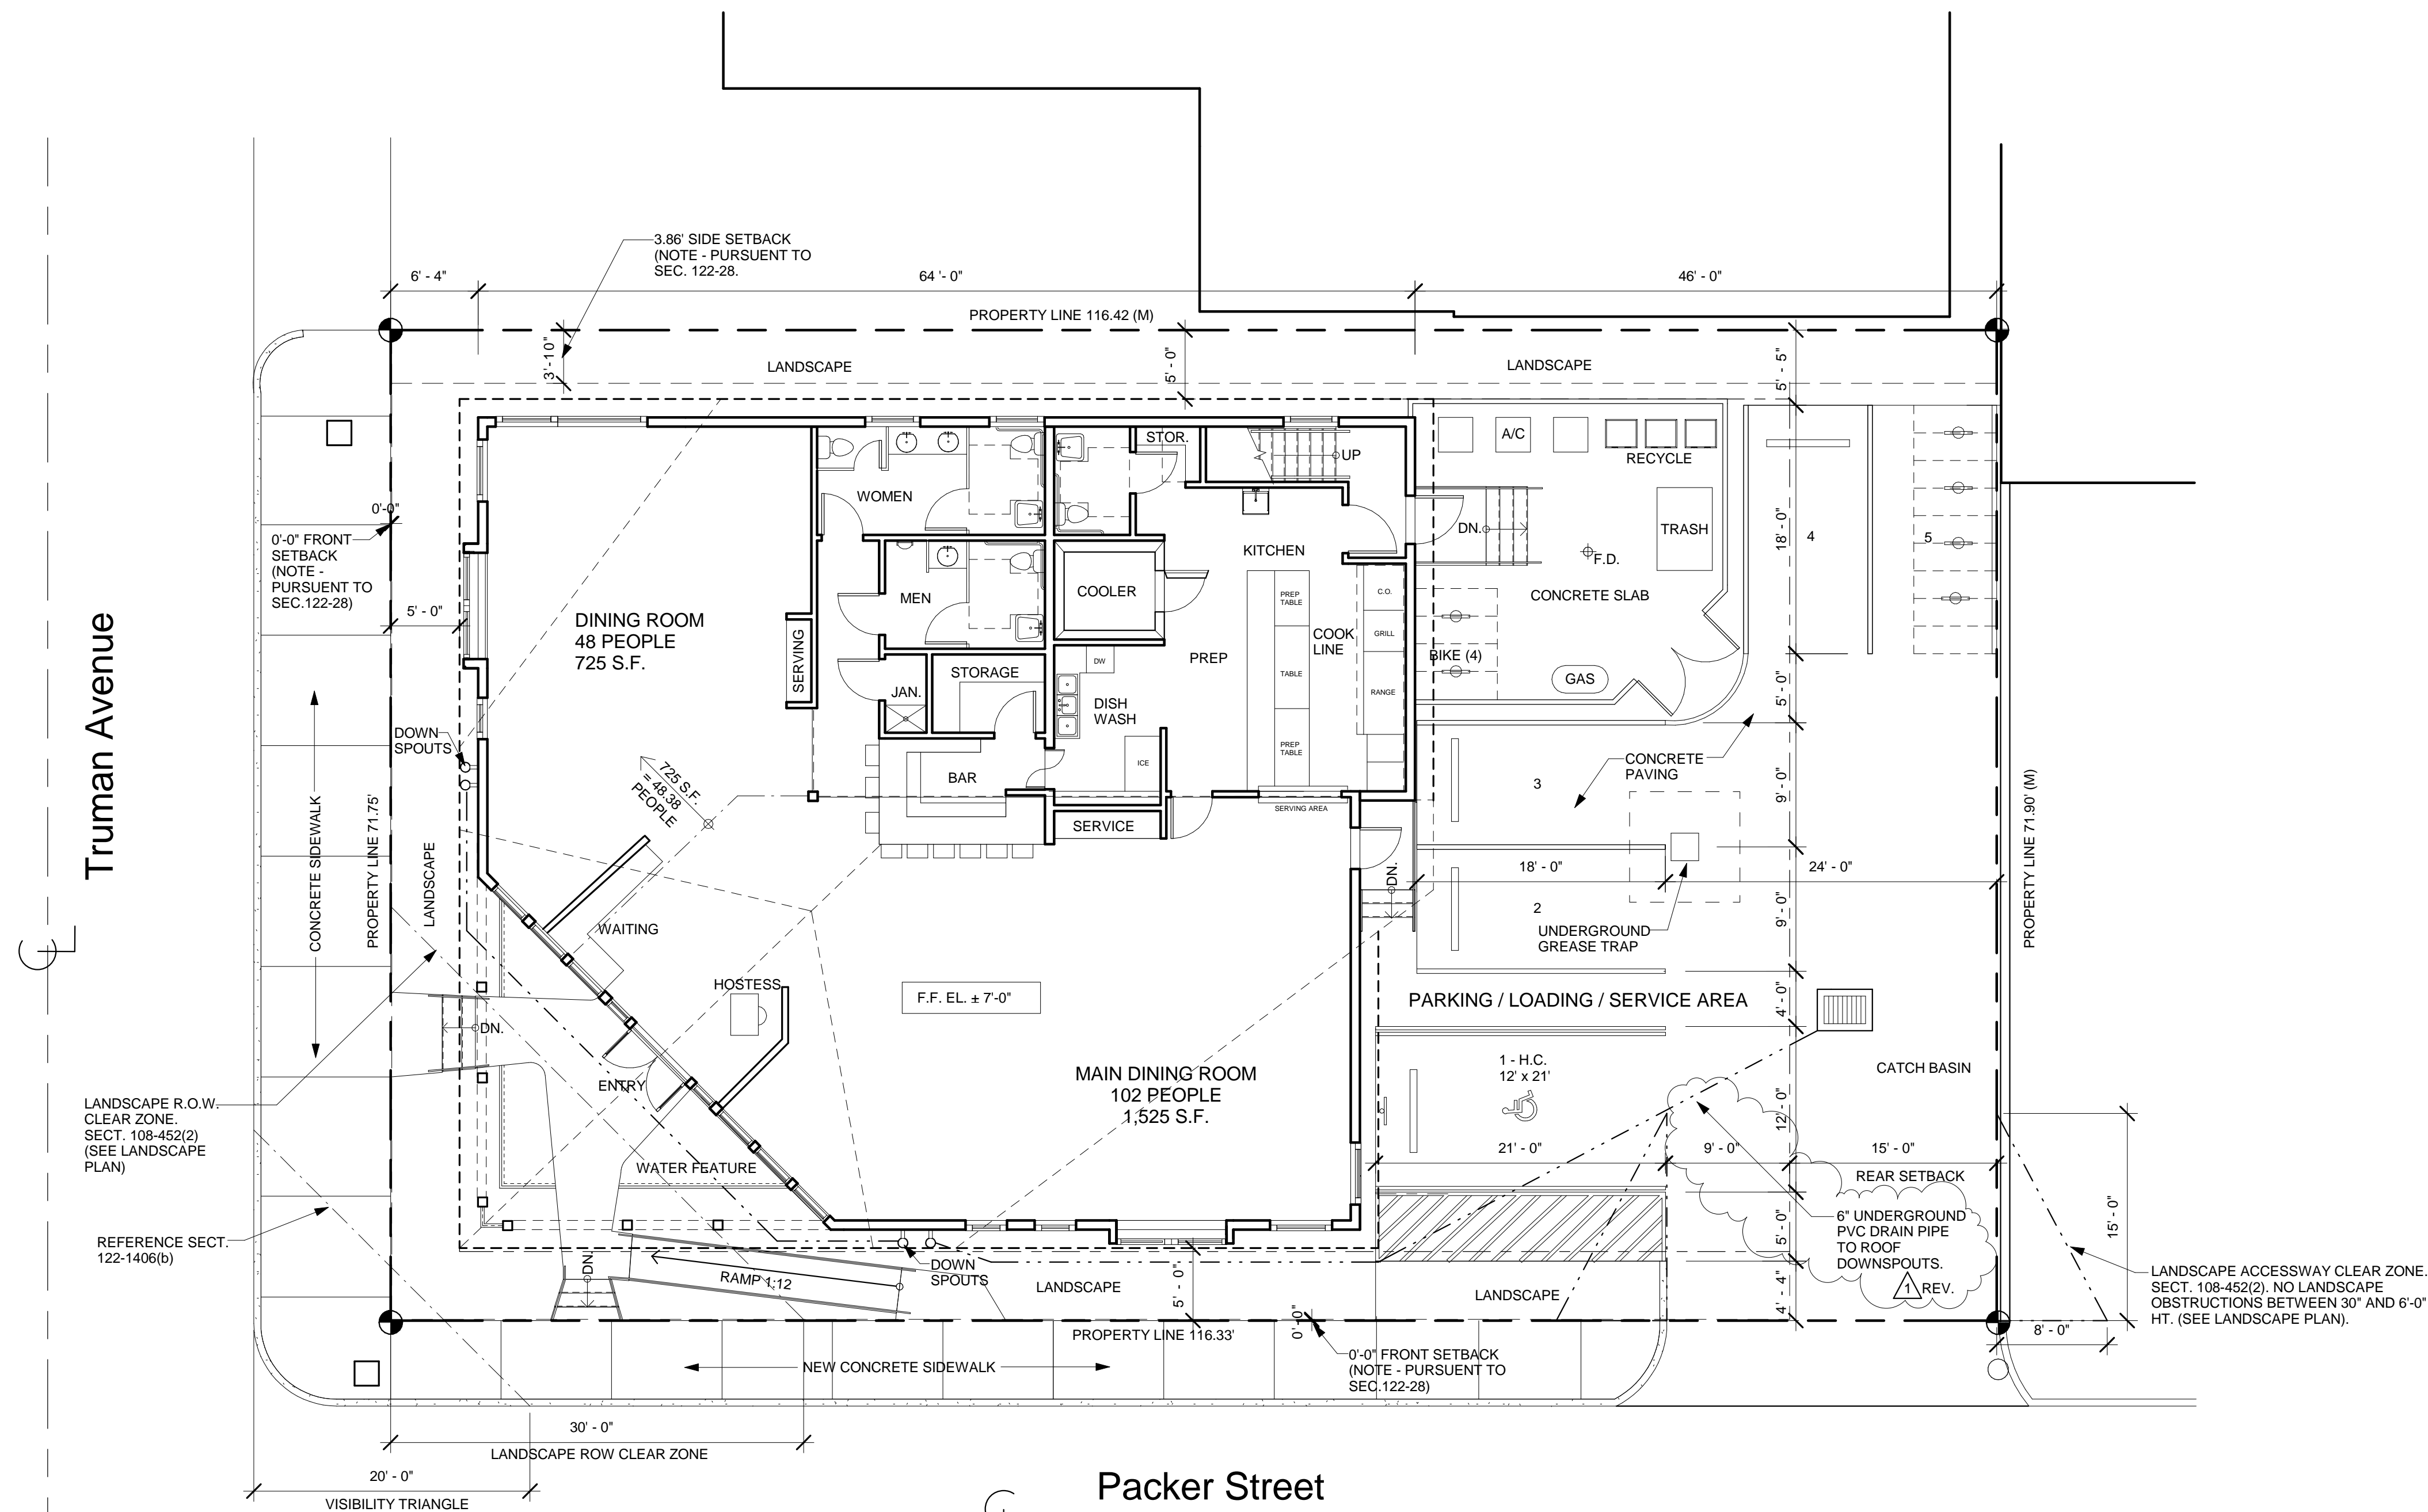 3.86' SIDE SETBACK
(NOTE - PURSUENT TO
SEC. 122-28.
6' - 4"
64 '- 0"
46' - 0"
PROPERTY LINE 116.42 (M)
3'-10"
5' - 0"
5' - 5"
LANDSCAPE
LANDSCAPE
STOR.
UP
A/C
RECYCLE
WOMEN
0'-0"
0'-0" FRONT
SETBACK
(NOTE -
PURSUENT TO
SEC.122-28)
KITCHEN
DN.
TRASH
F.D.
18' - 0"
4
5
5' - 0"
DINING ROOM
48 PEOPLE
725 S.F.
SERVING
MEN
COOLER
PREP
TABLE
C.O.
CONCRETE SLAB
GRILL
COOK
LINE
PREP
BIKE (4)
DW
TABLE
RANGE
GAS
JAN.
STORAGE
DISH
WASH
5' - 0"
Truman Avenue
DOWN
SPOUTS
PREP
TABLE
ICE
BAR
725 S.F.
= 48.38
PEOPLE
CONCRETE
PAVING
3
9' - 0"
SERVING AREA
SERVICE
CONCRETE SIDEWALK
PROPERTY LINE 71.75'
LANDSCAPE
PROPERTY LINE 71.90' (M)
18' - 0"
24' - 0"
DN.
2
9' - 0"
WAITING
UNDERGROUND
GREASE TRAP
HOSTESS
F.F. EL. ± 7'-0"
PARKING / LOADING / SERVICE AREA
4' - 0"
DN.
1 - H.C.
12' x 21'
CATCH BASIN
MAIN DINING ROOM
102 PEOPLE
1,525 S.F.
ENTRY
12' - 0"
LANDSCAPE R.O.W.
CLEAR ZONE.
SECT. 108-452(2)
(SEE LANDSCAPE
PLAN)
21' - 0"
9' - 0"
15' - 0"
WATER FEATURE
REAR SETBACK
15' - 0"
6" UNDERGROUND
PVC DRAIN PIPE
TO ROOF
DOWNSPOUTS.
1 REV.
5' - 0"
REFERENCE SECT.
122-1406(b)
DN.
RAMP 1:12
DOWN
SPOUTS
LANDSCAPE
5' - 0"
LANDSCAPE
4' - 4"
LANDSCAPE ACCESSWAY CLEAR ZONE.
SECT. 108-452(2). NO LANDSCAPE
OBSTRUCTIONS BETWEEN 30" AND 6'-0"
HT. (SEE LANDSCAPE PLAN).
8' - 0"
PROPERTY LINE 116.33'
0'-0"
0'-0" FRONT SETBACK
(NOTE - PURSUENT TO
SEC.122-28)
NEW CONCRETE SIDEWALK
30' - 0"
LANDSCAPE ROW CLEAR ZONE
20' - 0"
VISIBILITY TRIANGLE
Packer Street